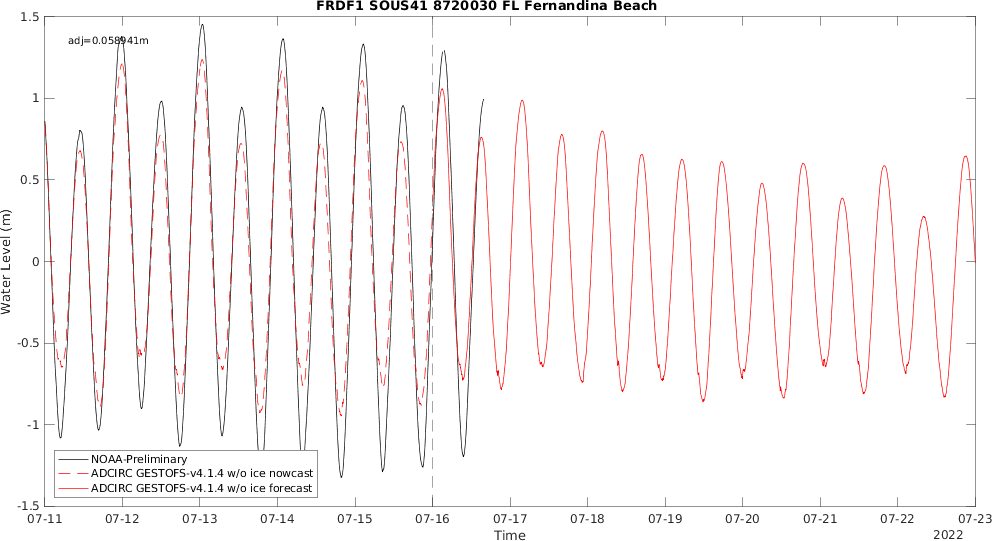 FRDF1 SOUS41 8720030 FL Fernandina Beach
adj=0.058941m
1.5
1
0.5
0
-0.5
-1
-1.5
Water Level (m)
NOAA-Preliminary
ADCIRC GESTOFS-v4.1.4 w/o ice nowcast
ADCIRC GESTOFS-v4.1.4 w/o ice forecast
07-11 07-12 07-13 07-14 07-15 07-16 07-17 07-18 07-19 07-20 07-21 07-22 07-23
Time
2022